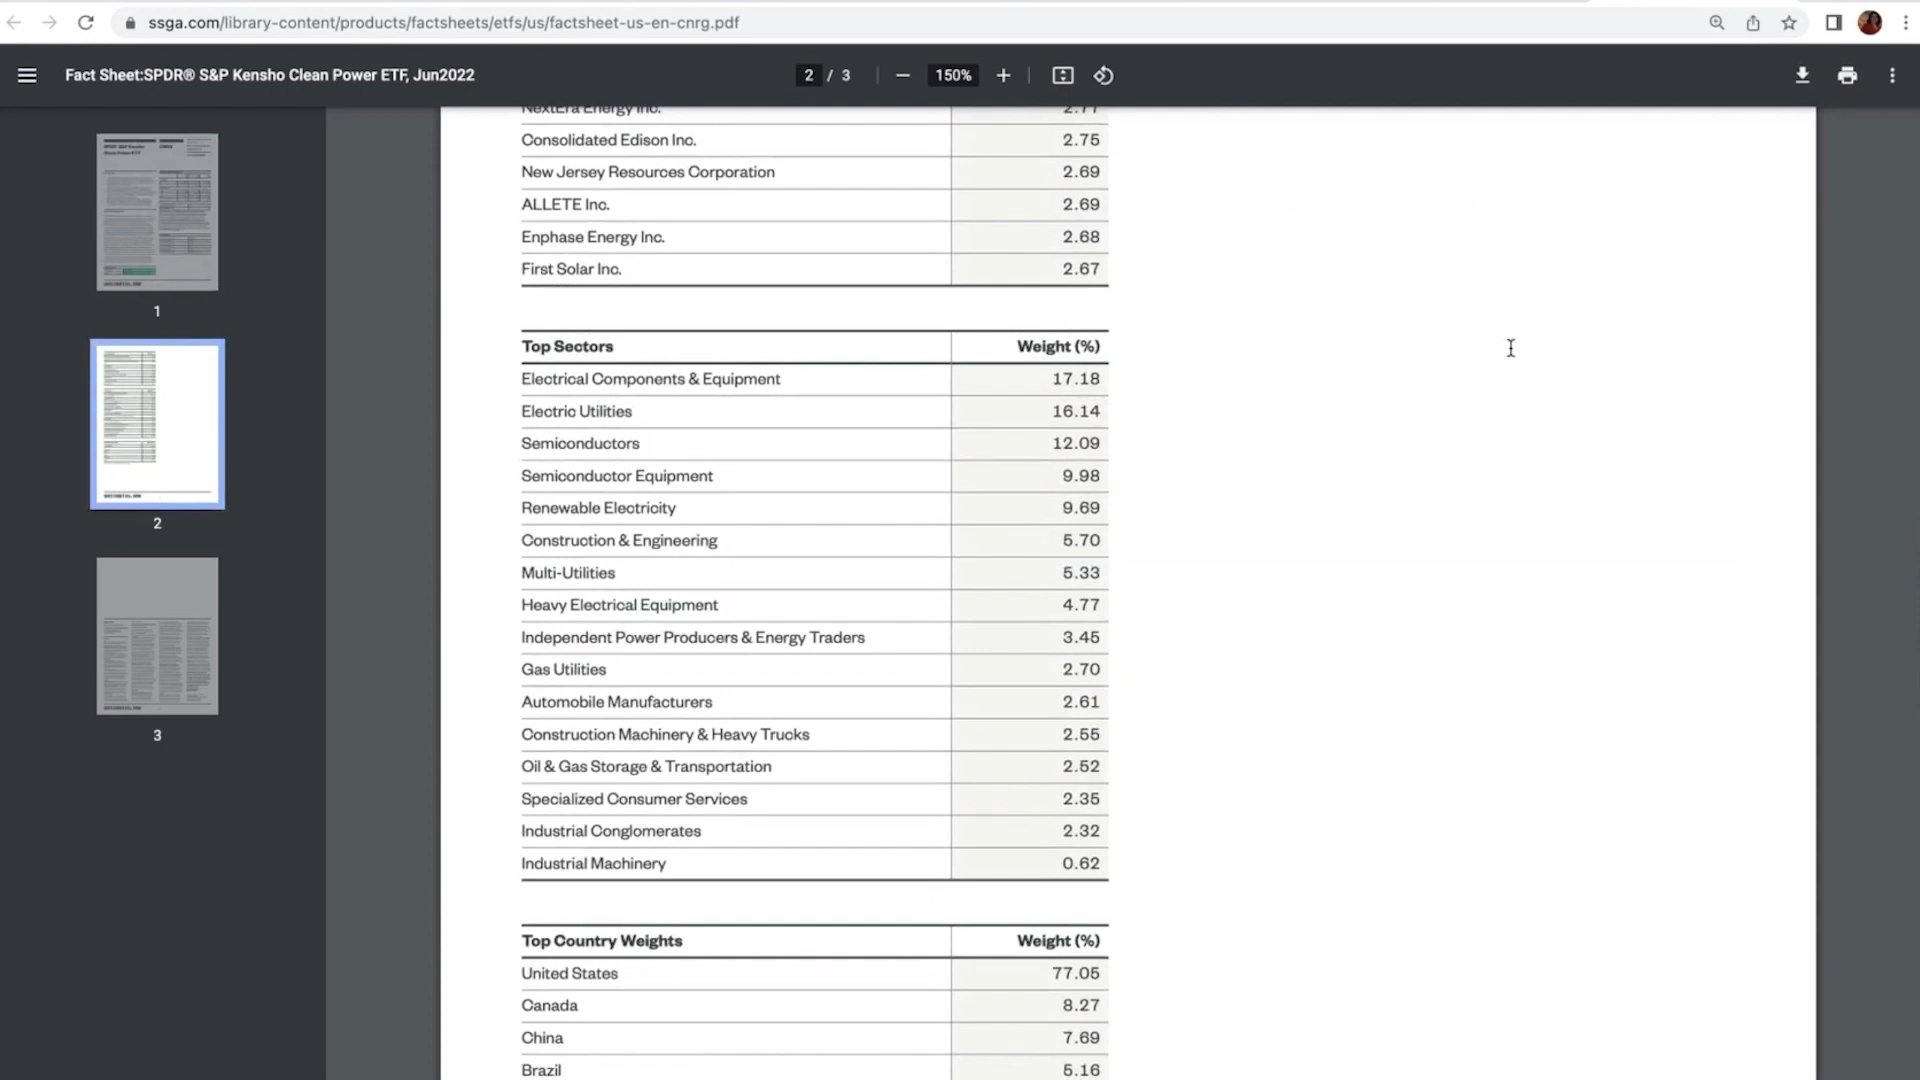 ssga.com/library-content/products/factsheets/etfs/us/factsheet-us-en-cnrg.pdf
Fact Sheet:SPDR® S&P Kensho Clean Power ETF, Jun2022
2 / 3
150%
NextEra Energy Inc. 2.77
Consolidated Edison Inc. 2.75
New Jersey Resources Corporation 2.69
ALLETE Inc. 2.69
Enphase Energy Inc. 2.68
First Solar Inc. 2.67
Top Sectors Weight (%)
Electrical Components & Equipment 17.18
Electric Utilities 16.14
Semiconductors 12.09
Semiconductor Equipment 9.98
Renewable Electricity 9.69
Construction & Engineering 5.70
Multi-Utilities 5.33
Heavy Electrical Equipment 4.77
Independent Power Producers & Energy Traders 3.45
Gas Utilities 2.70
Automobile Manufacturers 2.61
Construction Machinery & Heavy Trucks 2.55
Oil & Gas Storage & Transportation 2.52
Specialized Consumer Services 2.35
Industrial Conglomerates 2.32
Industrial Machinery 0.62
Top Country Weights Weight (%)
United States 77.05
Canada 8.27
China 7.69
Brazil 5.16
1
2
3